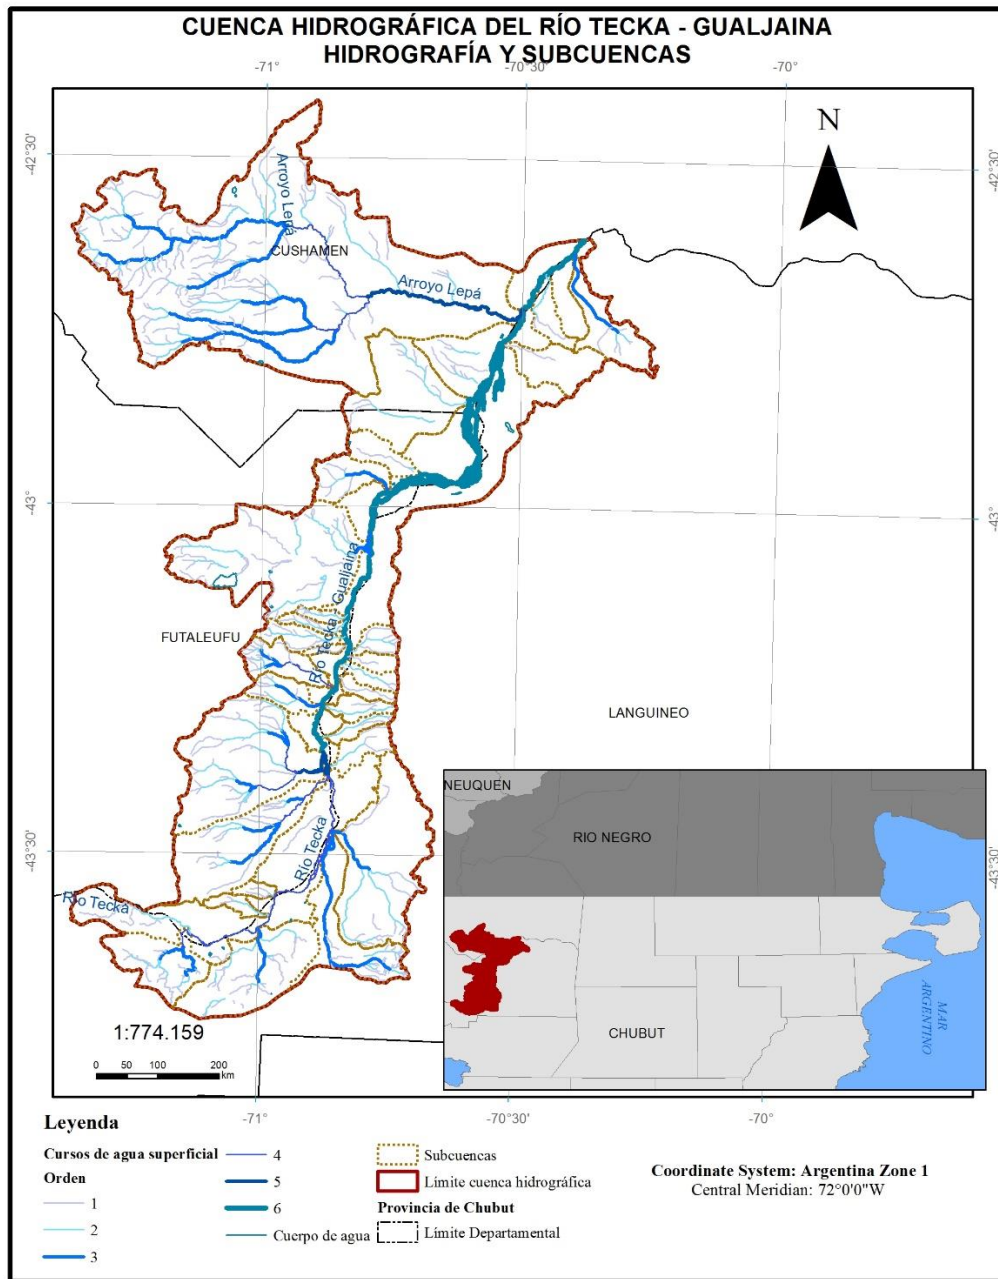 CUENCA HIDROGRÁFICA DEL RÍO TECKA - GUALJAINA
HIDROGRAFÍA Y SUBCUENCAS
-71°
-70°30'
-70°
-42°30'
-42°30'
N
Arroyo Lepá
CUSHAMEN
Arroyo Lepá
-43°
-43°
Río Tecka - Gualjaina
FUTALEUFU
LANGUINEO
-43°30'
-43°30'
Río Tecka
Río Tecka
NEUQUEN
RIO NEGRO
CHUBUT
MAR
ARGENTINO
1:774.159
0 50 100 200
km
-71°
-70°30'
-70°
Leyenda
Cursos de agua superficial
Orden
1
2
3
4
5
6
Cuerpo de agua
Subcuencas
Límite cuenca hidrográfica
Provincia de Chubut
Límite Departamental
Coordinate System: Argentina Zone 1
Central Meridian: 72°0'0"W